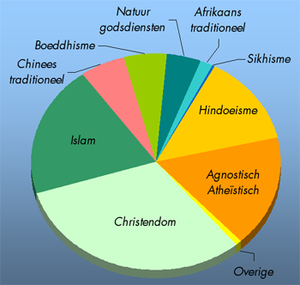 Natuur
godsdiensten
Afrikaans
traditioneel
Boeddhisme
Sikhisme
Chinees
traditioneel
Hindoeisme
Islam
Agnostisch
Atheïstisch
Christendom
Overige